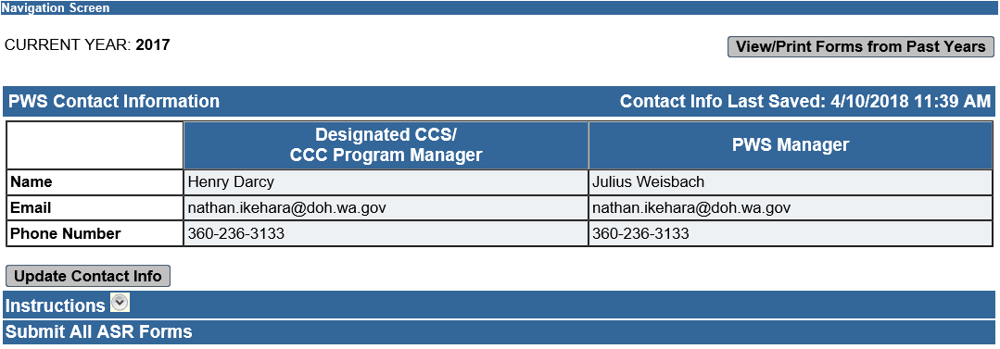 Navigation Screen
CURRENT YEAR: 2017
View/Print Forms from Past Years
PWS Contact Information Contact Info Last Saved: 4/10/2018 11:39 AM
Designated CCS/
CCC Program Manager PWS Manager
Name Henry Darcy Julius Weisbach
Email nathan.ikehara@doh.wa.gov nathan.ikehara@doh.wa.gov
Phone Number 360-236-3133 360-236-3133
Update Contact Info
Instructions
Submit All ASR Forms